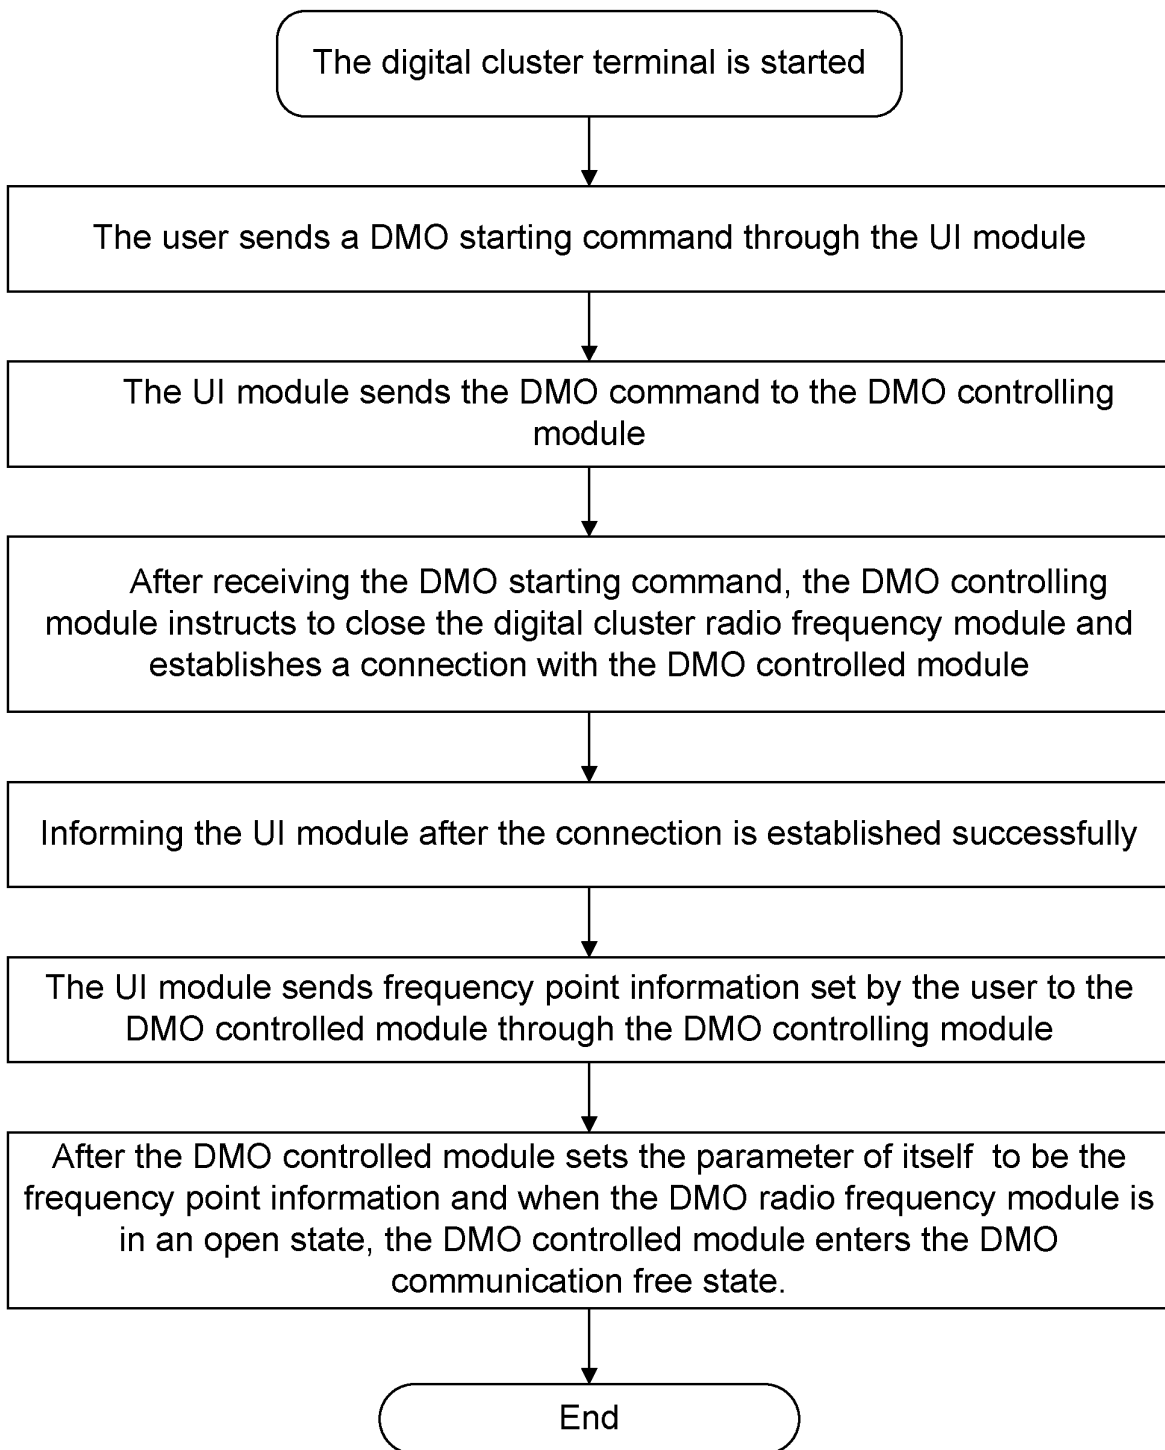 The digital cluster terminal is started
The user sends a DMO starting command through the UI module
The UI module sends the DMO command to the DMO controlling
module
After receiving the DMO starting command, the DMO controlling
module instructs to close the digital cluster radio frequency module and
establishes a connection with the DMO controlled module
Informing the UI module after the connection is established successfully
The UI module sends frequency point information set by the user to the
DMO controlled module through the DMO controlling module
After the DMO controlled module sets the parameter of itself  to be the
frequency point information and when the DMO radio frequency module is
in an open state, the DMO controlled module enters the DMO
communication free state.
End